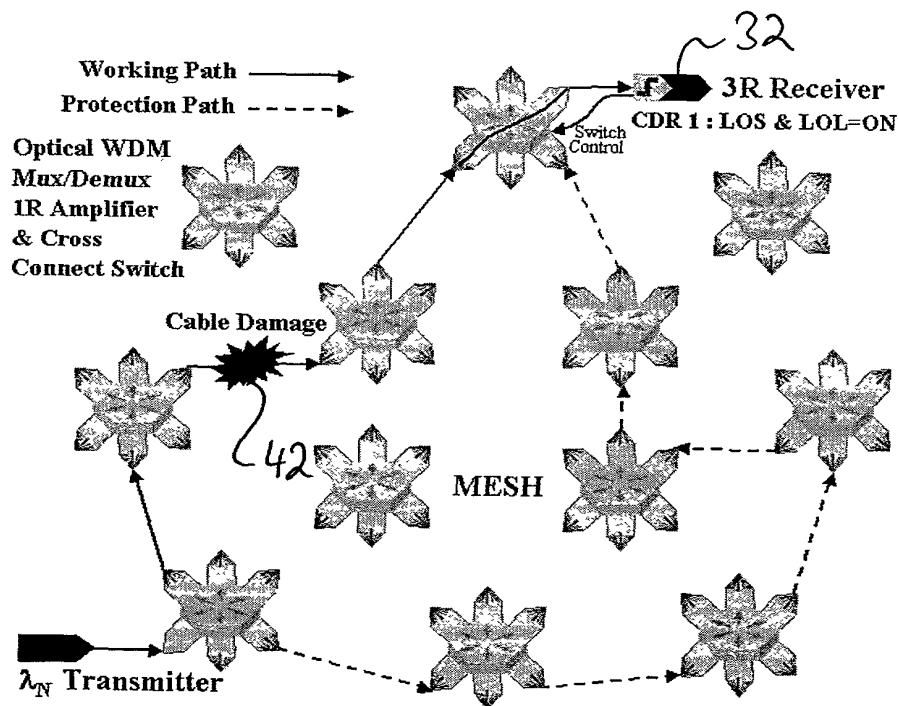 32
Working Path
Protection Path
3R Receiver
CDR 1 : LOS & LOL=ON
Switch
Control
Optical WDM
Mux/Demux
1R Amplifier
& Cross
Connect Switch
Cable Damage
42
MESH
λN Transmitter